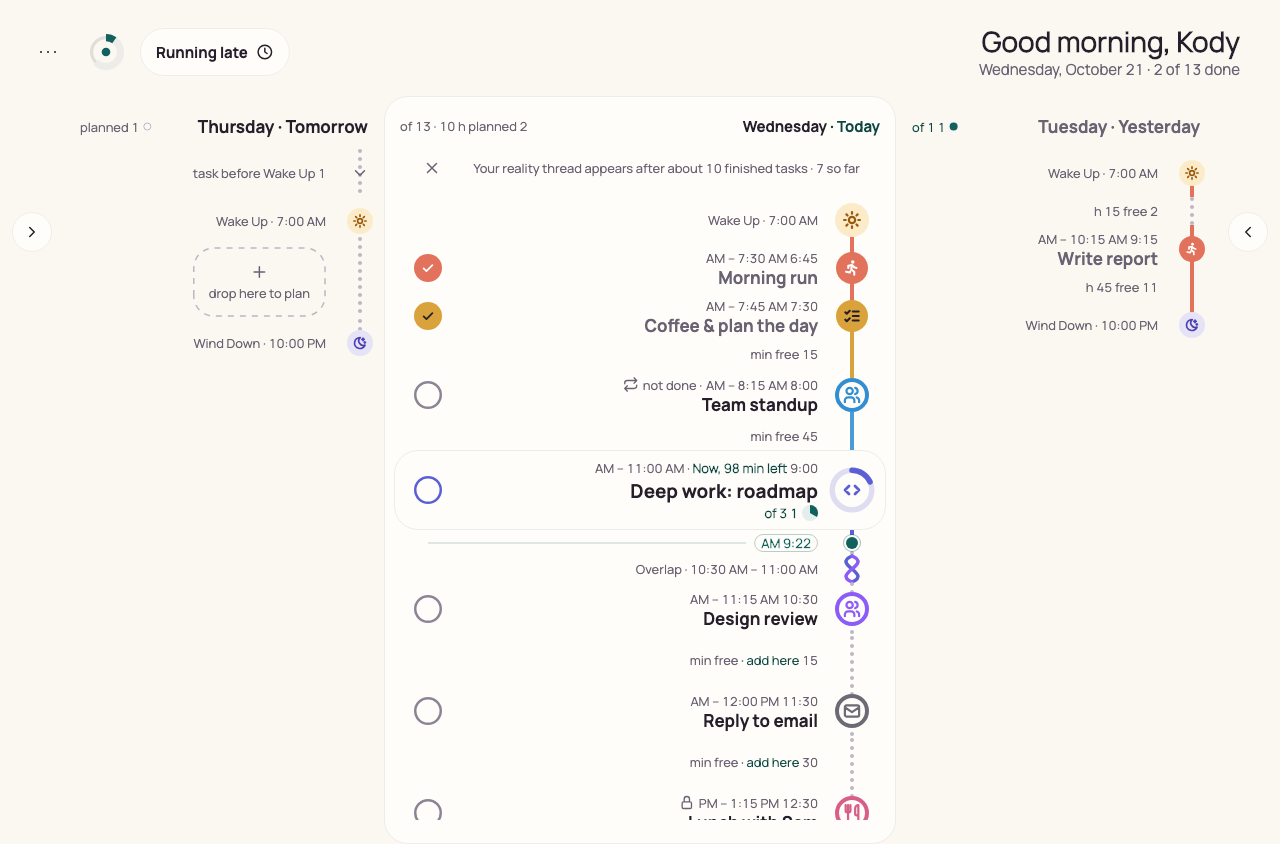 Running late
Good morning, Kody
Wednesday, October 21 · 2 of 13 done
planned 1
Thursday · Tomorrow
task before Wake Up 1
Wake Up · 7:00 AM
drop here to plan
Wind Down · 10:00 PM
of 13 · 10 h planned 2
Wednesday · Today
Your reality thread appears after about 10 finished tasks · 7 so far
Wake Up · 7:00 AM
AM – 7:30 AM 6:45
Morning run
AM – 7:45 AM 7:30
Coffee & plan the day
min free 15
not done · AM – 8:15 AM 8:00
Team standup
min free 45
AM – 11:00 AM · Now, 98 min left 9:00
Deep work: roadmap
of 3 1
AM 9:22
Overlap · 10:30 AM – 11:00 AM
AM – 11:15 AM 10:30
Design review
min free · add here 15
AM – 12:00 PM 11:30
Reply to email
min free · add here 30
PM – 1:15 PM 12:30
Lunch with Sam
of 1 1
Tuesday · Yesterday
Wake Up · 7:00 AM
h 15 free 2
AM – 10:15 AM 9:15
Write report
h 45 free 11
Wind Down · 10:00 PM